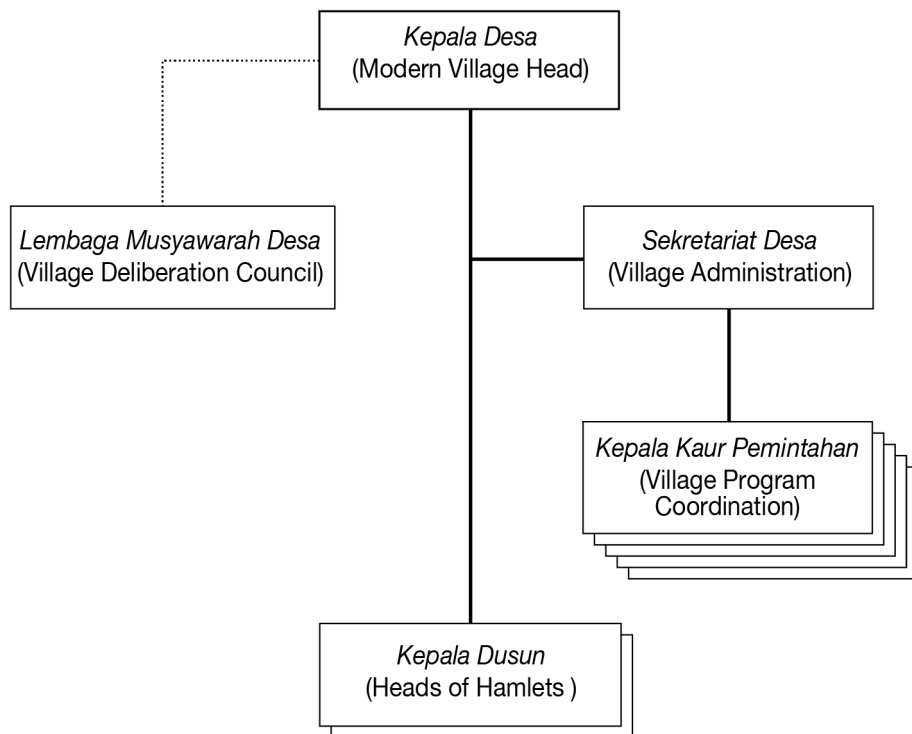 Kepala Desa
(Modern Village Head)
Lembaga Musyawarah Desa
(Village Deliberation Council)
Sekretariat Desa
(Village Administration)
Kepala Kaur Pemintahan
(Village Program
Coordination)
Kepala Dusun
(Heads of Hamlets )